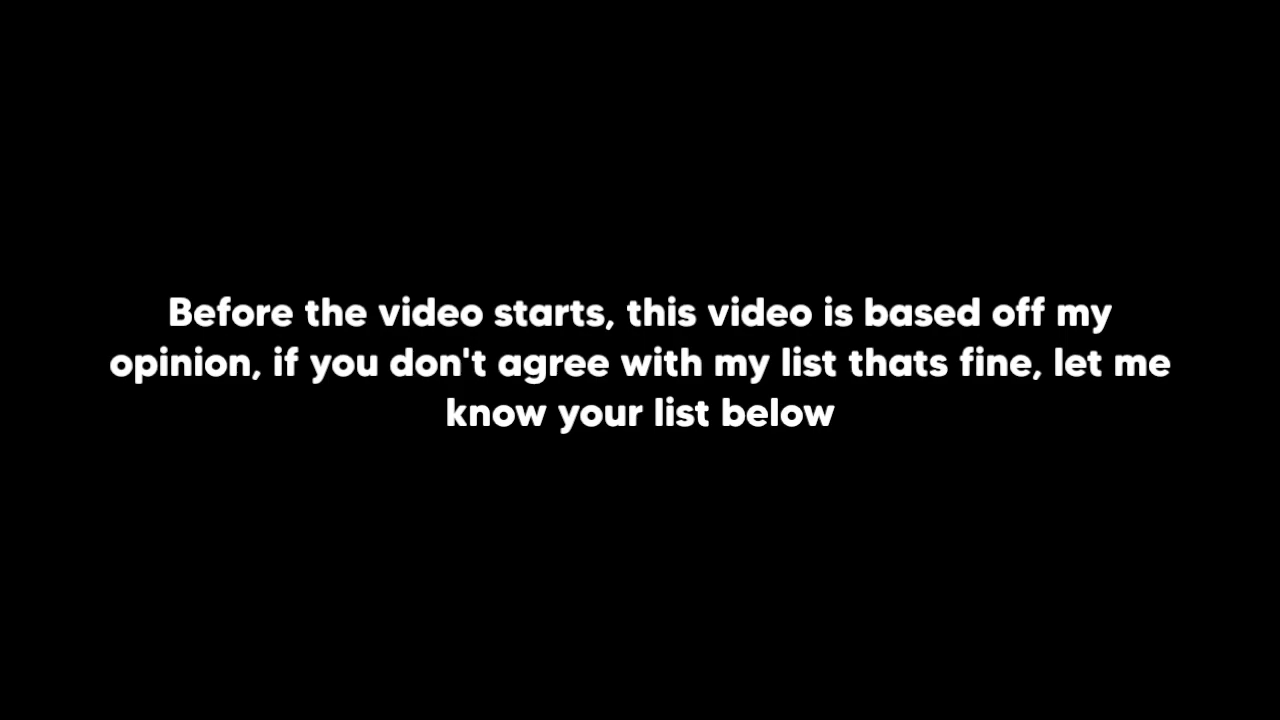 Before the video starts, this video is based off my
opinion, if you don't agree with my list thats fine, let me
know your list below